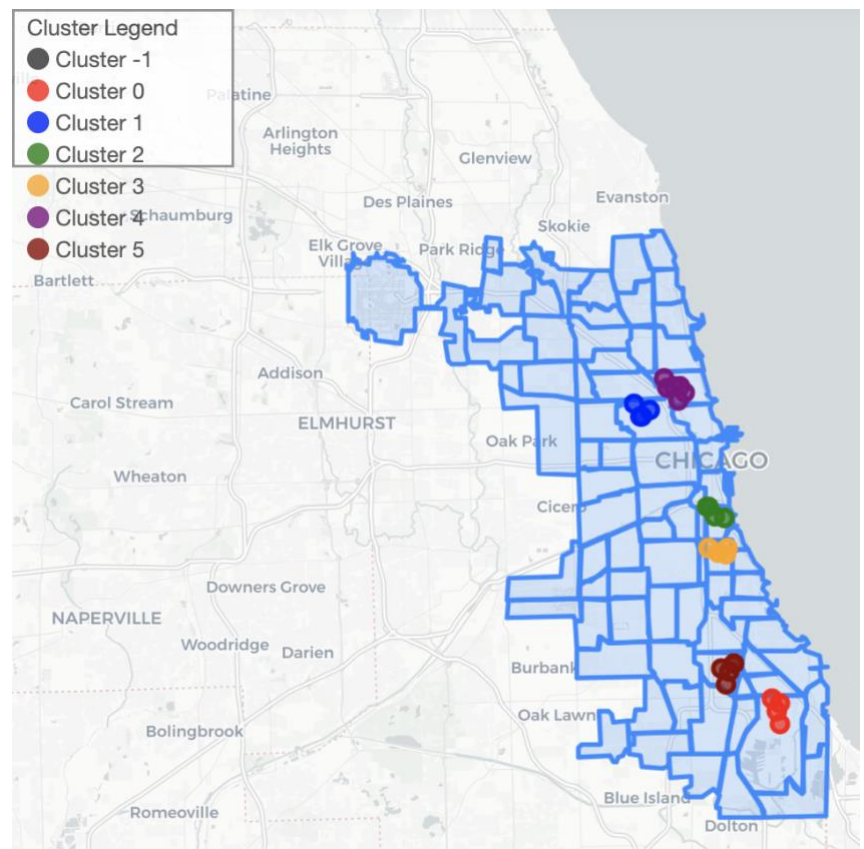 Cluster Legend
Cluster -1
Cluster 0
Cluster 1
Cluster 2
Cluster 3
Cluster 4
Cluster 5
Palatine
Arlington
Heights
Glenview
Evanston
Des Plaines
Schaumburg
Skokie
Elk Grove
Village
Park Ridge
Bartlett
Addison
Carol Stream
ELMHURST
Oak Park
CHICAGO
Wheaton
Cicero
Downers Grove
NAPERVILLE
Woodridge
Darien
Burbank
Oak Lawn
Bolingbrook
Blue Island
Romeoville
Dolton